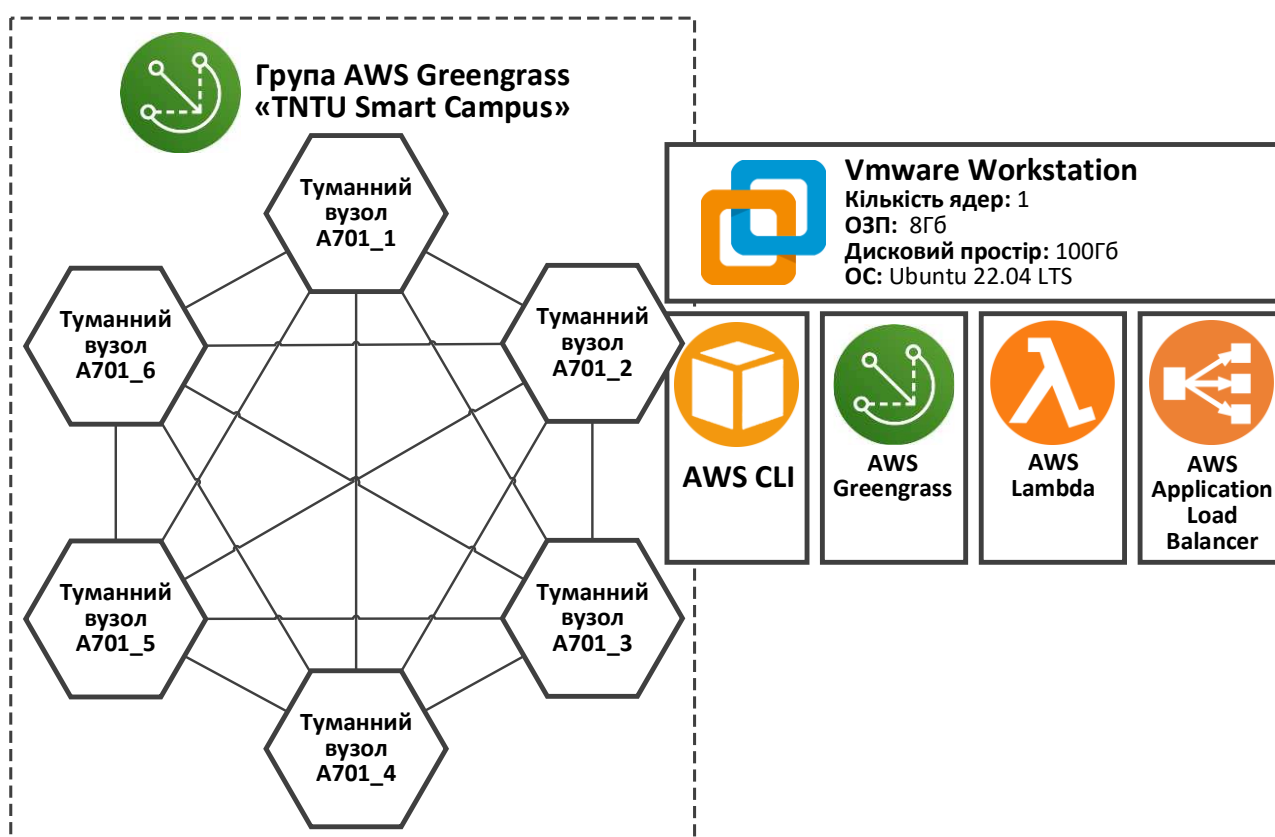 Група AWS Greengrass
«TNTU Smart Campus»
Туманний
вузол
A701_1
Туманний
вузол
A701_6
Туманний
вузол
A701_2
Туманний
вузол
A701_5
Туманний
вузол
A701_3
Туманний
вузол
A701_4
Vmware Workstation
Кількість ядер: 1
ОЗП: 8Гб
Дисковий простір: 100Гб
ОС: Ubuntu 22.04 LTS
AWS CLI
AWS
Greengrass
AWS
Lambda
AWS
Application
Load
Balancer